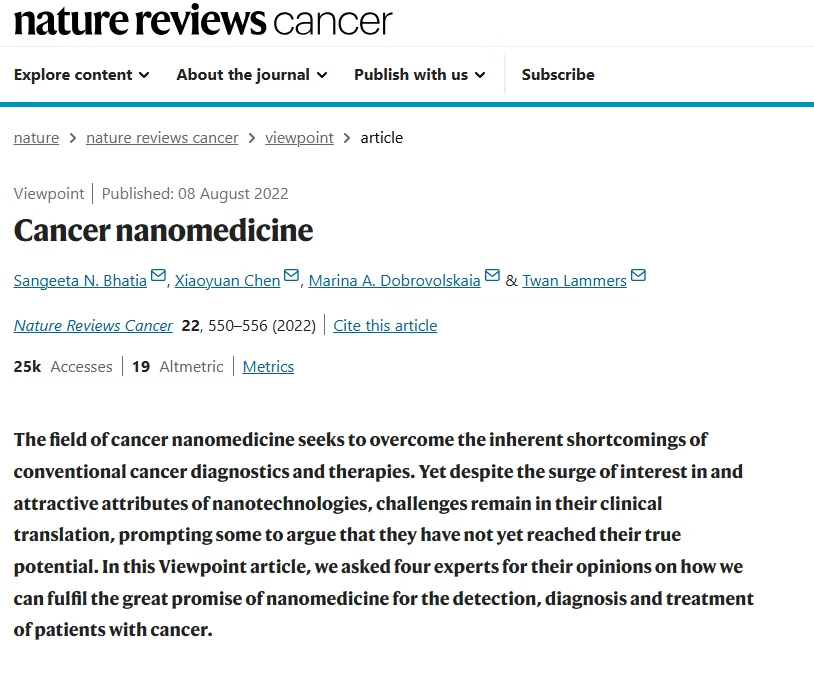 nature reviews cancer
Explore content About the journal Publish with us Subscribe
nature > nature reviews cancer > viewpoint > article
Viewpoint | Published: 08 August 2022
Cancer nanomedicine
Sangeeta N. Bhatia, Xiaoyuan Chen, Marina A. Dobrovolskaia & Twan Lammers
Nature Reviews Cancer 22, 550–556 (2022) | Cite this article
25k Accesses | 19 Altmetric | Metrics
The field of cancer nanomedicine seeks to overcome the inherent shortcomings of
conventional cancer diagnostics and therapies. Yet despite the surge of interest in and
attractive attributes of nanotechnologies, challenges remain in their clinical
translation, prompting some to argue that they have not yet reached their true
potential. In this Viewpoint article, we asked four experts for their opinions on how we
can fulfil the great promise of nanomedicine for the detection, diagnosis and treatment
of patients with cancer.